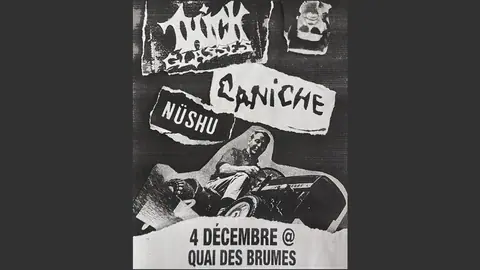 THICK
GLASSES
CANICHE
NÜSHU
4 DÉCEMBRE @
QUAI DES BRUMES